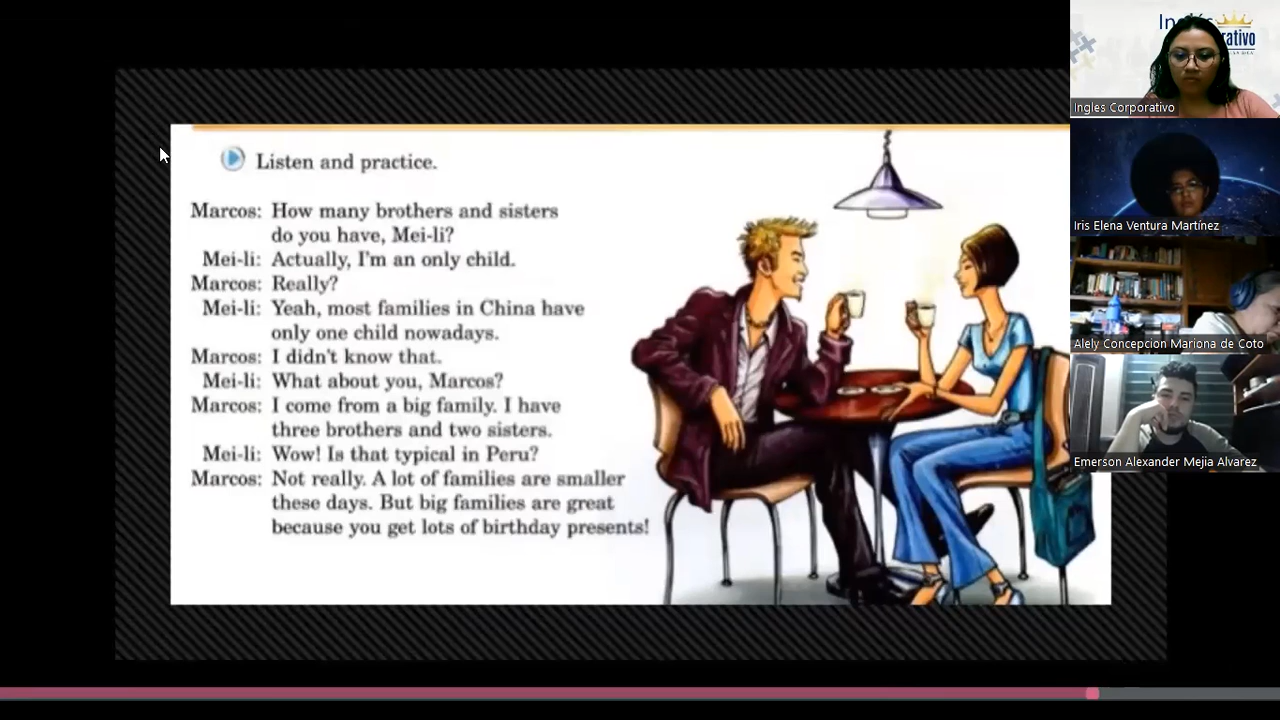 Listen and practice.
Marcos: How many brothers and sisters
do you have, Mei-li?
Mei-li: Actually, I'm an only child.
Marcos: Really?
Mei-li: Yeah, most families in China have
only one child nowadays.
Marcos: I didn't know that.
Mei-li: What about you, Marcos?
Marcos: I come from a big family. I have
three brothers and two sisters.
Mei-li: Wow! Is that typical in Peru?
Marcos: Not really. A lot of families are smaller
these days. But big families are great
because you get lots of birthday presents!
Ingles Corporativo
Iris Elena Ventura Martínez
Alely Concepcion Mariona de Coto
Emerson Alexander Mejia Alvarez